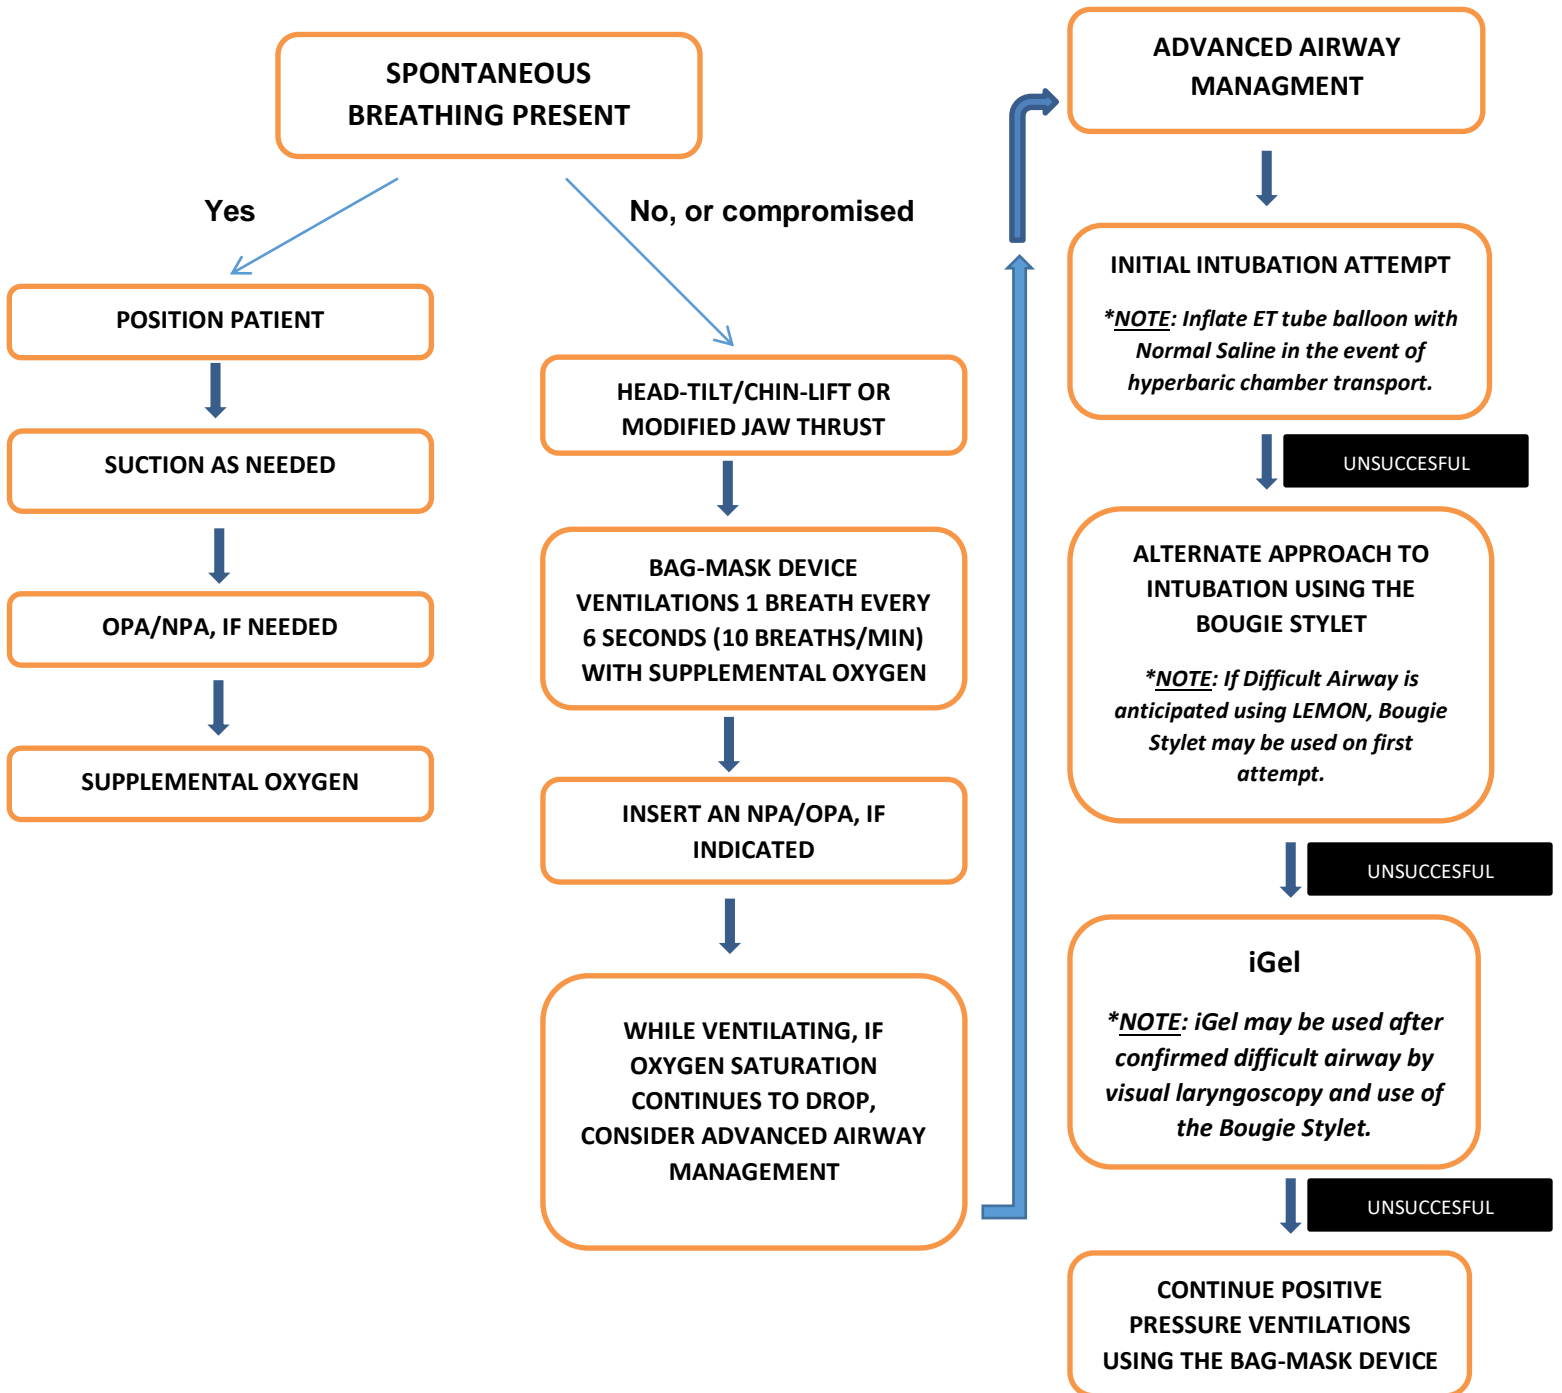 SPONTANEOUS
BREATHING PRESENT
Yes
No, or compromised
POSITION PATIENT
SUCTION AS NEEDED
OPA/NPA, IF NEEDED
SUPPLEMENTAL OXYGEN
HEAD-TILT/CHIN-LIFT OR
MODIFIED JAW THRUST
BAG-MASK DEVICE
VENTILATIONS 1 BREATH EVERY
6 SECONDS (10 BREATHS/MIN)
WITH SUPPLEMENTAL OXYGEN
INSERT AN NPA/OPA, IF
INDICATED
WHILE VENTILATING, IF
OXYGEN SATURATION
CONTINUES TO DROP,
CONSIDER ADVANCED AIRWAY
MANAGEMENT
ADVANCED AIRWAY
MANAGMENT
INITIAL INTUBATION ATTEMPT
*NOTE: Inflate ET tube balloon with
Normal Saline in the event of
hyperbaric chamber transport.
UNSUCCESFUL
ALTERNATE APPROACH TO
INTUBATION USING THE
BOUGIE STYLET
*NOTE: If Difficult Airway is
anticipated using LEMON, Bougie
Stylet may be used on first
attempt.
UNSUCCESFUL
iGel
*NOTE: iGel may be used after
confirmed difficult airway by
visual laryngoscopy and use of
the Bougie Stylet.
UNSUCCESFUL
CONTINUE POSITIVE
PRESSURE VENTILATIONS
USING THE BAG-MASK DEVICE